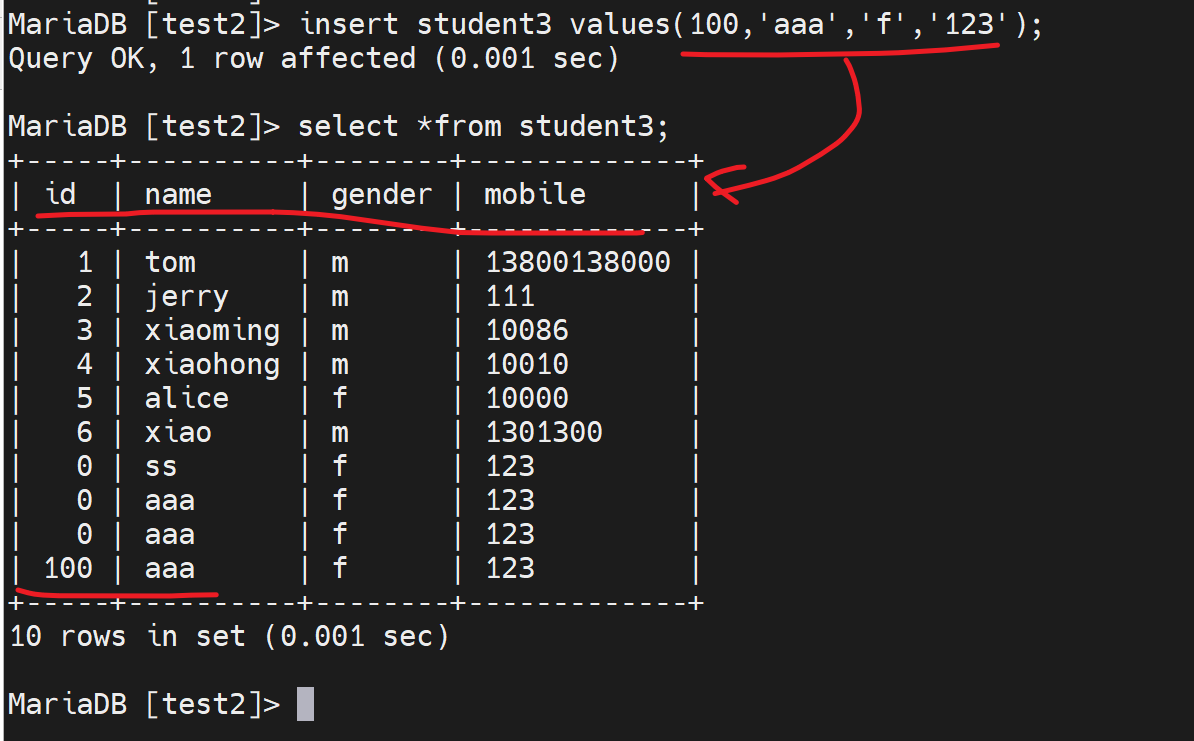 MariaDB [test2]> insert student3 values(100,'aaa','f','123');
Query OK, 1 row affected (0.001 sec)
MariaDB [test2]> select *from student3;
+-----+----------+--------+-------------+
| id  | name     | gender | mobile      |
+-----+----------+--------+-------------+
|   1 | tom      | m      | 13800138000 |
|   2 | jerry    | m      | 111         |
|   3 | xiaoming | m      | 10086       |
|   4 | xiaohong | m      | 10010       |
|   5 | alice    | f      | 10000       |
|   6 | xiao     | m      | 1301300     |
|   0 | ss       | f      | 123         |
|   0 | aaa      | f      | 123         |
|   0 | aaa      | f      | 123         |
| 100 | aaa      | f      | 123         |
+-----+----------+--------+-------------+
10 rows in set (0.001 sec)
MariaDB [test2]>